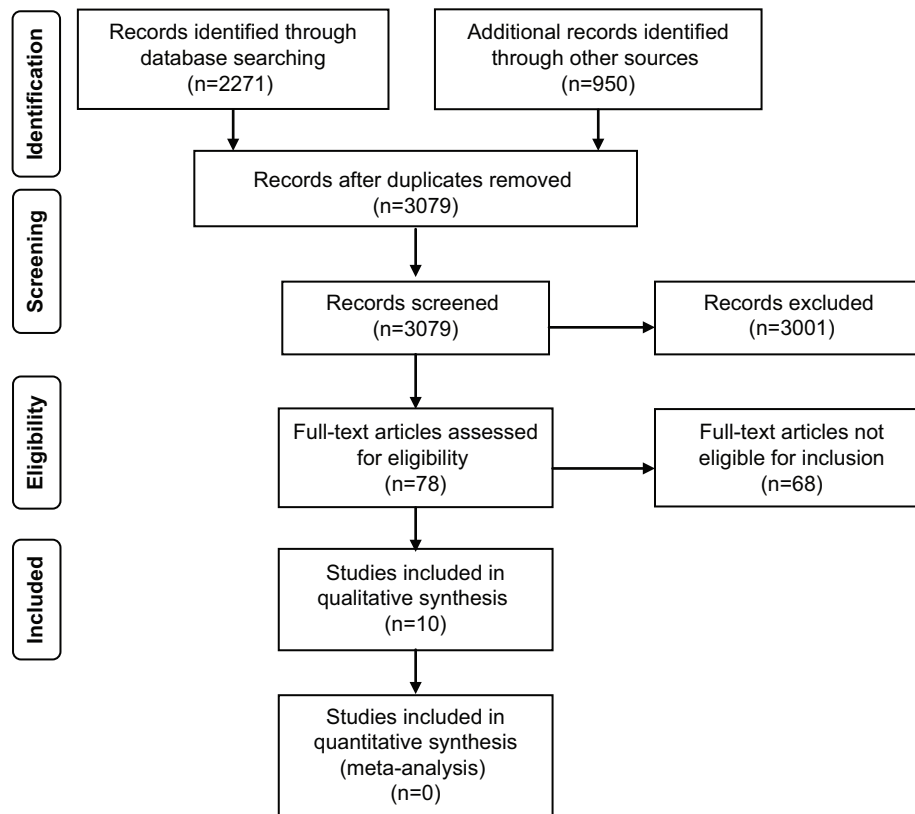 Identification
Records identified through
database searching
(n=2271)
Additional records identified
through other sources
(n=950)
Records after duplicates removed
(n=3079)
Screening
Records screened
(n=3079)
Records excluded
(n=3001)
Eligibility
Full-text articles assessed
for eligibility
(n=78)
Full-text articles not
eligible for inclusion
(n=68)
Included
Studies included in
qualitative synthesis
(n=10)
Studies included in
quantitative synthesis
(meta-analysis)
(n=0)